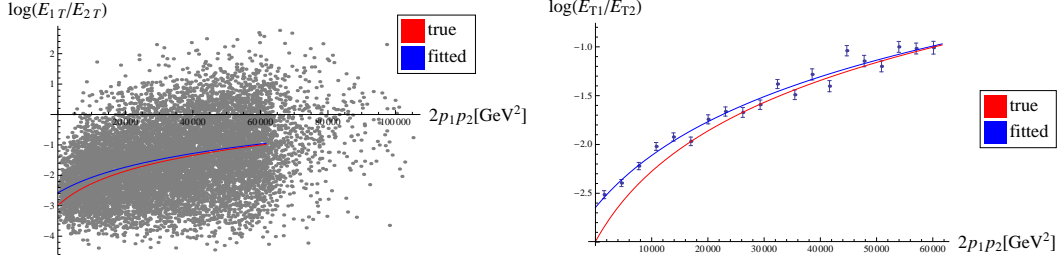 log(E1T/E2T)
true
fitted
2
1
2p1p2[GeV²]
20000 40000 60000 80000 100000
-1
-2
-3
-4
log(ET1/ET2)
-1.0
-1.5
-2.0
-2.5
true
fitted
10000 20000 30000 40000 50000 60000
2p1p2[GeV²]